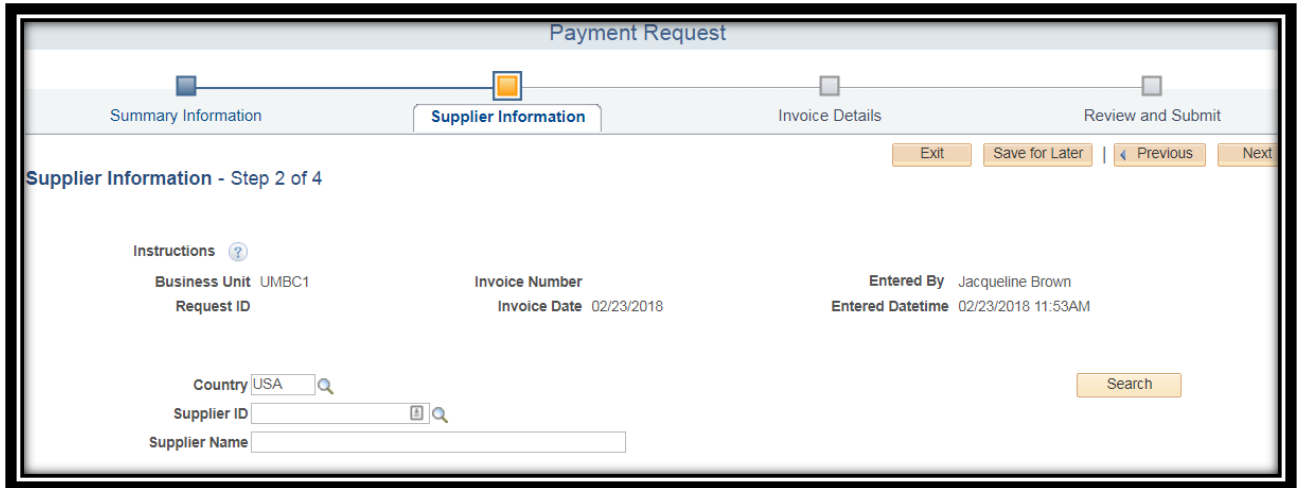 Payment Request
Summary Information Supplier Information Invoice Details Review and Submit
Exit Save for Later | Previous Next
Supplier Information - Step 2 of 4
Instructions ?
Business Unit UMBC1 Invoice Number Entered By Jacqueline Brown
Request ID Invoice Date 02/23/2018 Entered Datetime 02/23/2018 11:53AM
Country USA Search
Supplier ID
Supplier Name